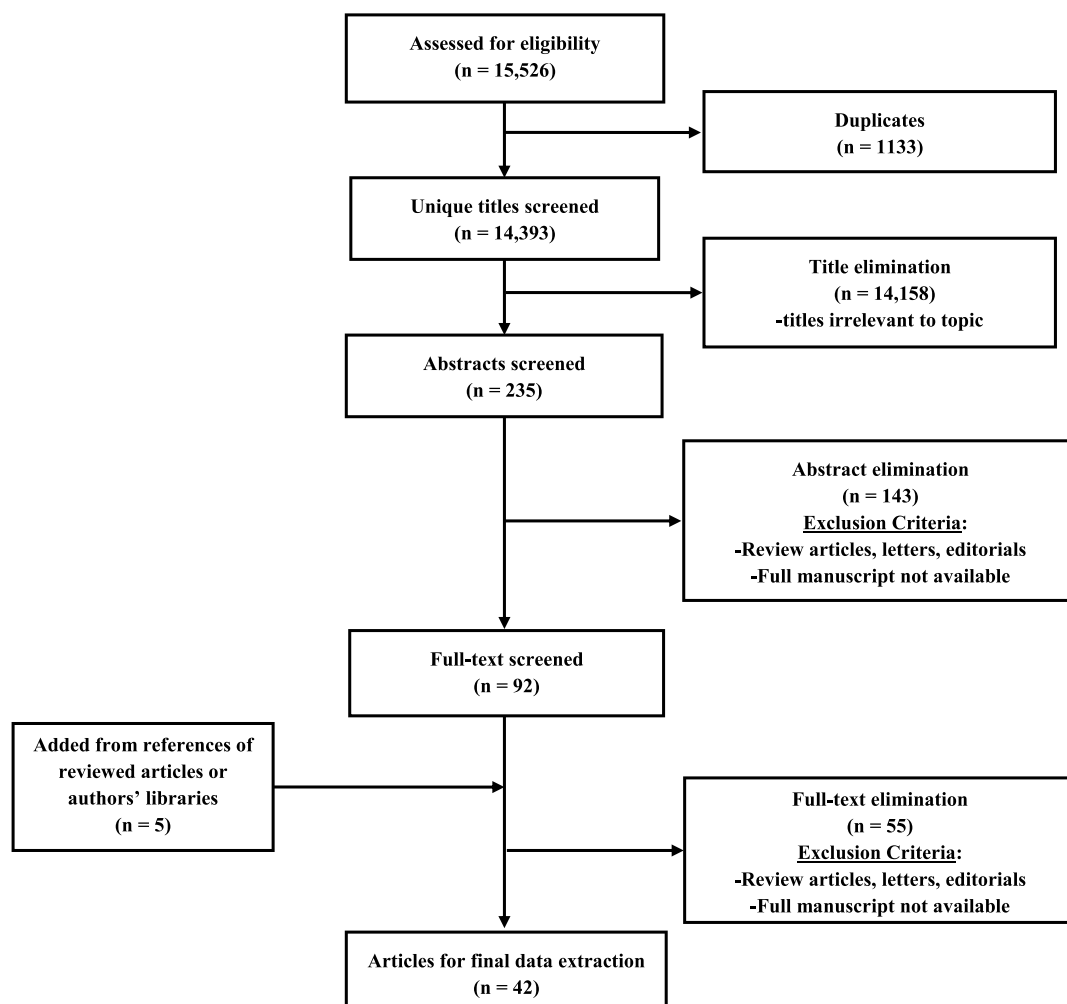 Assessed for eligibility
(n = 15,526)
Duplicates
(n = 1133)
Unique titles screened
(n = 14,393)
Title elimination
(n = 14,158)
-titles irrelevant to topic
Abstracts screened
(n = 235)
Abstract elimination
(n = 143)
Exclusion Criteria:
-Review articles, letters, editorials
-Full manuscript not available
Full-text screened
(n = 92)
Added from references of
reviewed articles or
authors’ libraries
(n = 5)
Full-text elimination
(n = 55)
Exclusion Criteria:
-Review articles, letters, editorials
-Full manuscript not available
Articles for final data extraction
(n = 42)